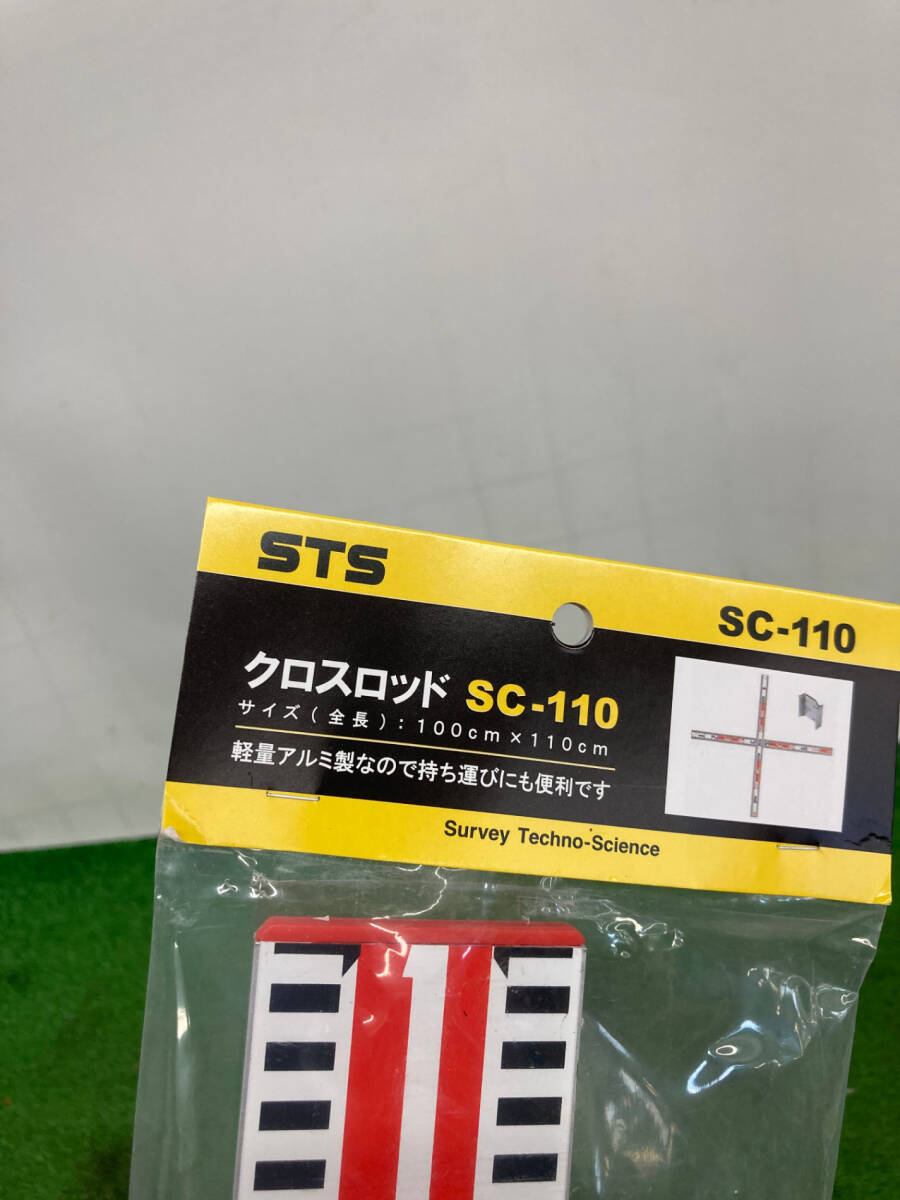 STS
SC-110
クロスロッド SC-110
サイズ(全長):100cm×110cm
軽量アルミ製なので持ち運びにも便利です
Survey Techno-Science
1